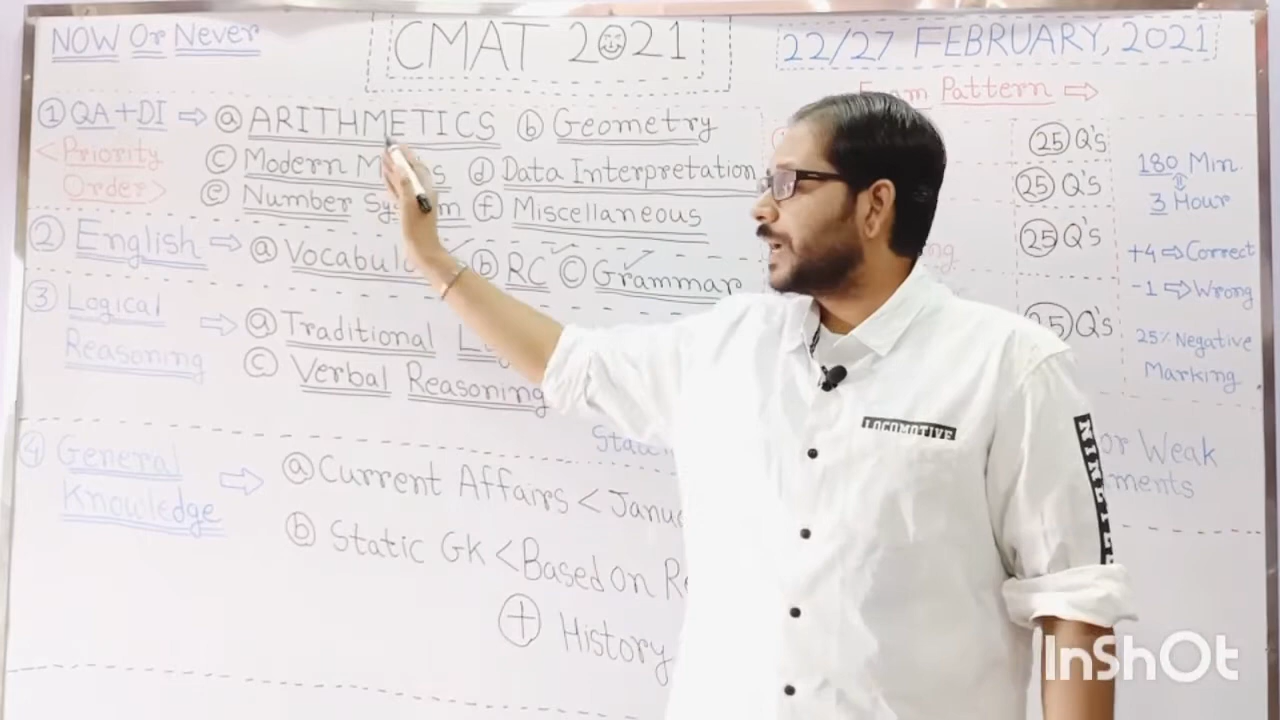 NOW Or Never
CMAT 2021
22/27 FEBRUARY, 2021
Pattern ⇨
① QA+DI ⇨ ⓐ ARITHMETICS ⓑ Geometry
<Priority Order>
ⓒ Modern ⓓ Data Interpretation
ⓔ Number ⓕ Miscellaneous
② English ⇨ ⓐ ⓑ RC ⓒ Grammar
③ Logical Reasoning ⇨ ⓐ Traditional
ⓒ Verbal Reasoning
④ General Knowledge ⇨ ⓐ Current Affairs <
ⓑ Static GK < Based on
⊕ History
25 Q's
25 Q's
25 Q's
25 Q's
180 Min.
3 Hour
+4 ⇨ Correct
-1 ⇨ Wrong
25% Negative
Marking
or Weak
LOCOMOTIVE
InShOt